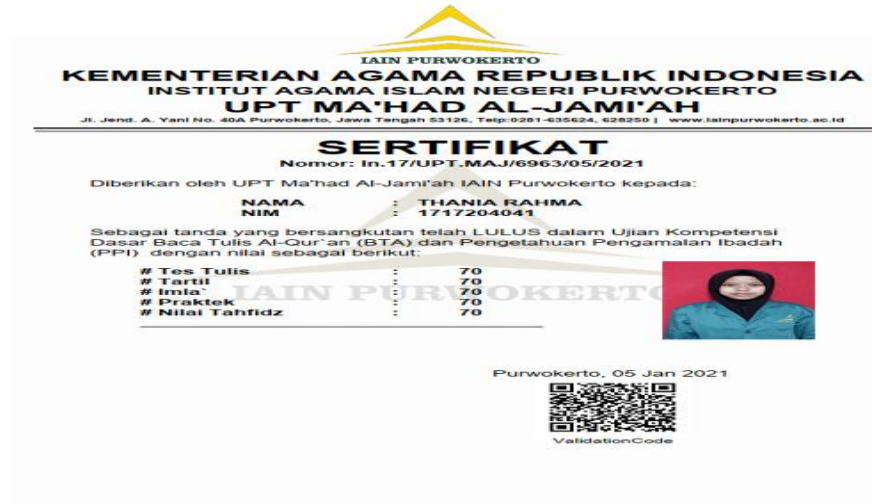 IAIN PURWOKERTO
KEMENTERIAN AGAMA REPUBLIK INDONESIA
INSTITUT AGAMA ISLAM NEGERI PURWOKERTO
UPT MA'HAD AL-JAMI'AH
Jl. Jend. A. Yani No. 40A Purwokerto, Jawa Tengah 53126, Telp:0281-635624, 628250 | www.iainpurwokerto.ac.id
SERTIFIKAT
Nomor: In.17/UPT.MAJ/6963/05/2021
Diberikan oleh UPT Ma'had Al-Jami'ah IAIN Purwokerto kepada:
NAMA : THANIA RAHMA
NIM : 1717204041
Sebagai tanda yang bersangkutan telah LULUS dalam Ujian Kompetensi
Dasar Baca Tulis Al-Qur`an (BTA) dan Pengetahuan Pengamalan Ibadah
(PPI) dengan nilai sebagai berikut:
# Tes Tulis : 70
# Tartil : 70
# Imla` : 70
# Praktek : 70
# Nilai Tahfidz : 70
IAIN PURWOKERTO
Purwokerto, 05 Jan 2021
ValidationCode